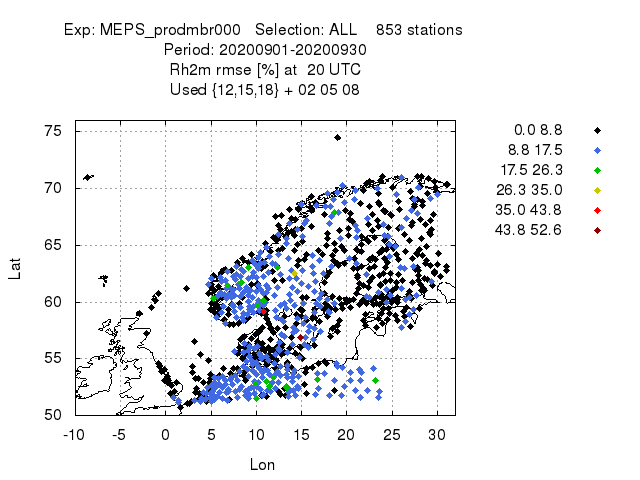 Exp: MEPS_prodmbr000   Selection: ALL    853 stations
Period: 20200901-20200930
Rh2m rmse [%] at  20 UTC
Used {12,15,18} + 02 05 08
0.0 8.8
8.8 17.5
17.5 26.3
26.3 35.0
35.0 43.8
43.8 52.6
75
70
65
60
55
50
Lat
-10 -5 0 5 10 15 20 25 30
Lon